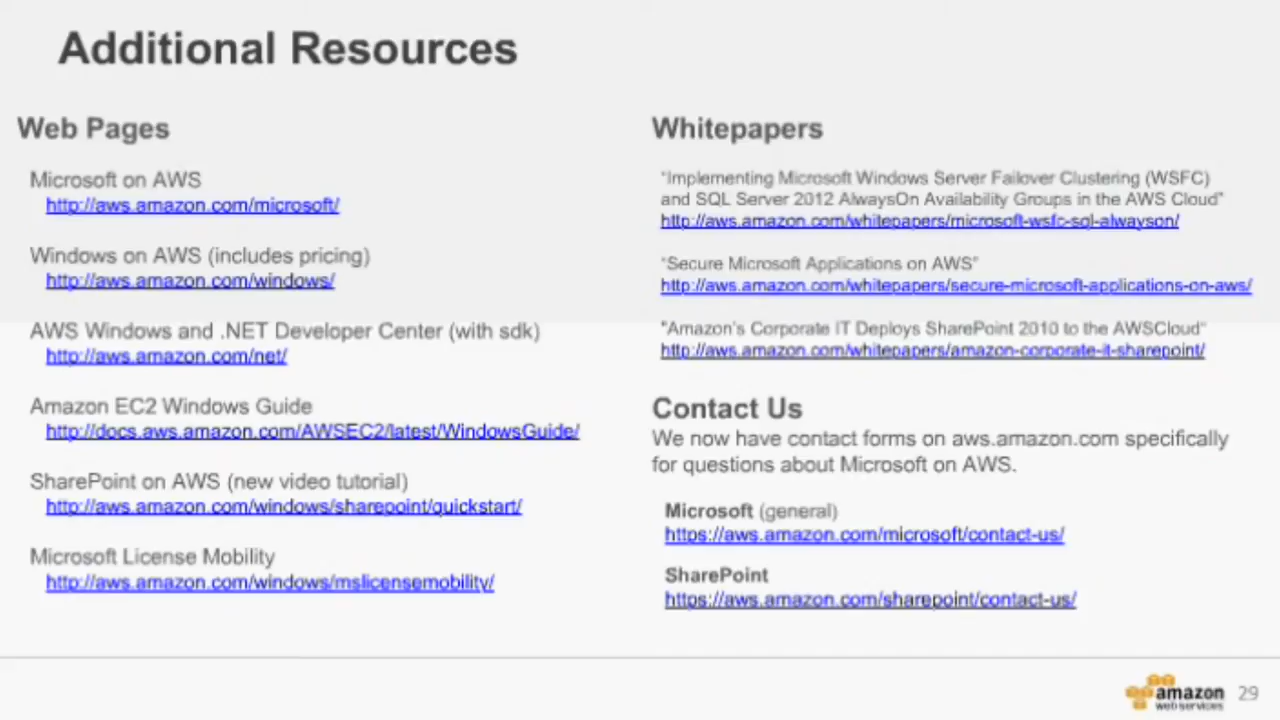 Additional Resources
Web Pages
Microsoft on AWS
http://aws.amazon.com/microsoft/
Windows on AWS (includes pricing)
http://aws.amazon.com/windows/
AWS Windows and .NET Developer Center (with sdk)
http://aws.amazon.com/net/
Amazon EC2 Windows Guide
http://docs.aws.amazon.com/AWSEC2/latest/WindowsGuide/
SharePoint on AWS (new video tutorial)
http://aws.amazon.com/windows/sharepoint/quickstart/
Microsoft License Mobility
http://aws.amazon.com/windows/mslicensemobility/
Whitepapers
“Implementing Microsoft Windows Server Failover Clustering (WSFC)
and SQL Server 2012 AlwaysOn Availability Groups in the AWS Cloud”
http://aws.amazon.com/whitepapers/microsoft-wsfc-sql-alwayson/
“Secure Microsoft Applications on AWS”
http://aws.amazon.com/whitepapers/secure-microsoft-applications-on-aws/
"Amazon’s Corporate IT Deploys SharePoint 2010 to the AWSCloud"
http://aws.amazon.com/whitepapers/amazon-corporate-it-sharepoint/
Contact Us
We now have contact forms on aws.amazon.com specifically
for questions about Microsoft on AWS.
Microsoft (general)
https://aws.amazon.com/microsoft/contact-us/
SharePoint
https://aws.amazon.com/sharepoint/contact-us/
amazon
web services
29